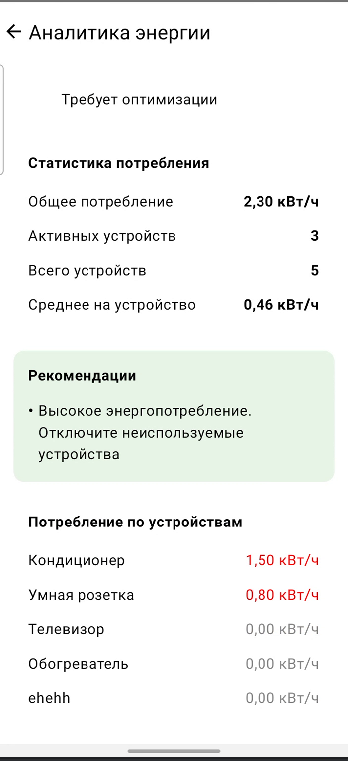 Аналитика энергии
Требует оптимизации
Статистика потребления
Общее потребление 2,30 кВт/ч
Активных устройств 3
Всего устройств 5
Среднее на устройство 0,46 кВт/ч
Рекомендации
• Высокое энергопотребление.
Отключите неиспользуемые
устройства
Потребление по устройствам
Кондиционер 1,50 кВт/ч
Умная розетка 0,80 кВт/ч
Телевизор 0,00 кВт/ч
Обогреватель 0,00 кВт/ч
ehehh 0,00 кВт/ч